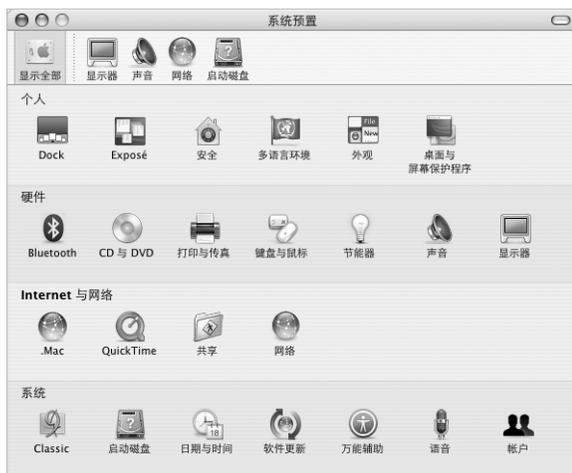 系统预置
显示全部 显示器 声音 网络 启动磁盘
个人
Dock Exposé 安全 多语言环境 外观 桌面与
屏幕保护程序
File
New
硬件
Bluetooth CD 与 DVD 打印与传真 键盘与鼠标 节能器 声音 显示器
Internet 与网络
.Mac QuickTime 共享 网络
系统
18
Classic 启动磁盘 日期与时间 软件更新 万能辅助 语音 帐户